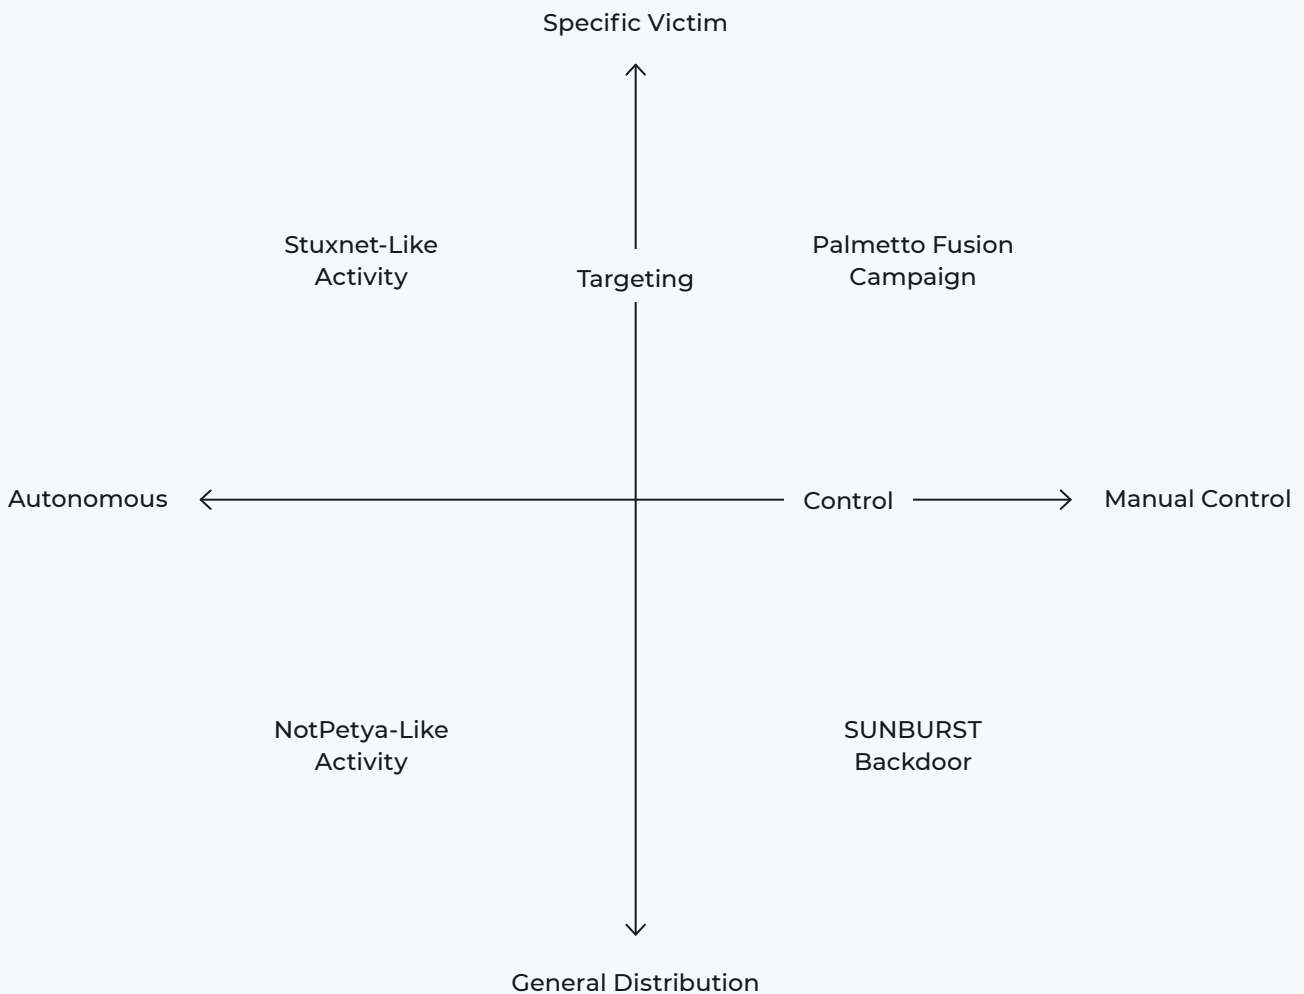 Specific Victim
Stuxnet-Like
Activity
Targeting
Palmetto Fusion
Campaign
Autonomous
Control
Manual Control
NotPetya-Like
Activity
SUNBURST
Backdoor
General Distribution